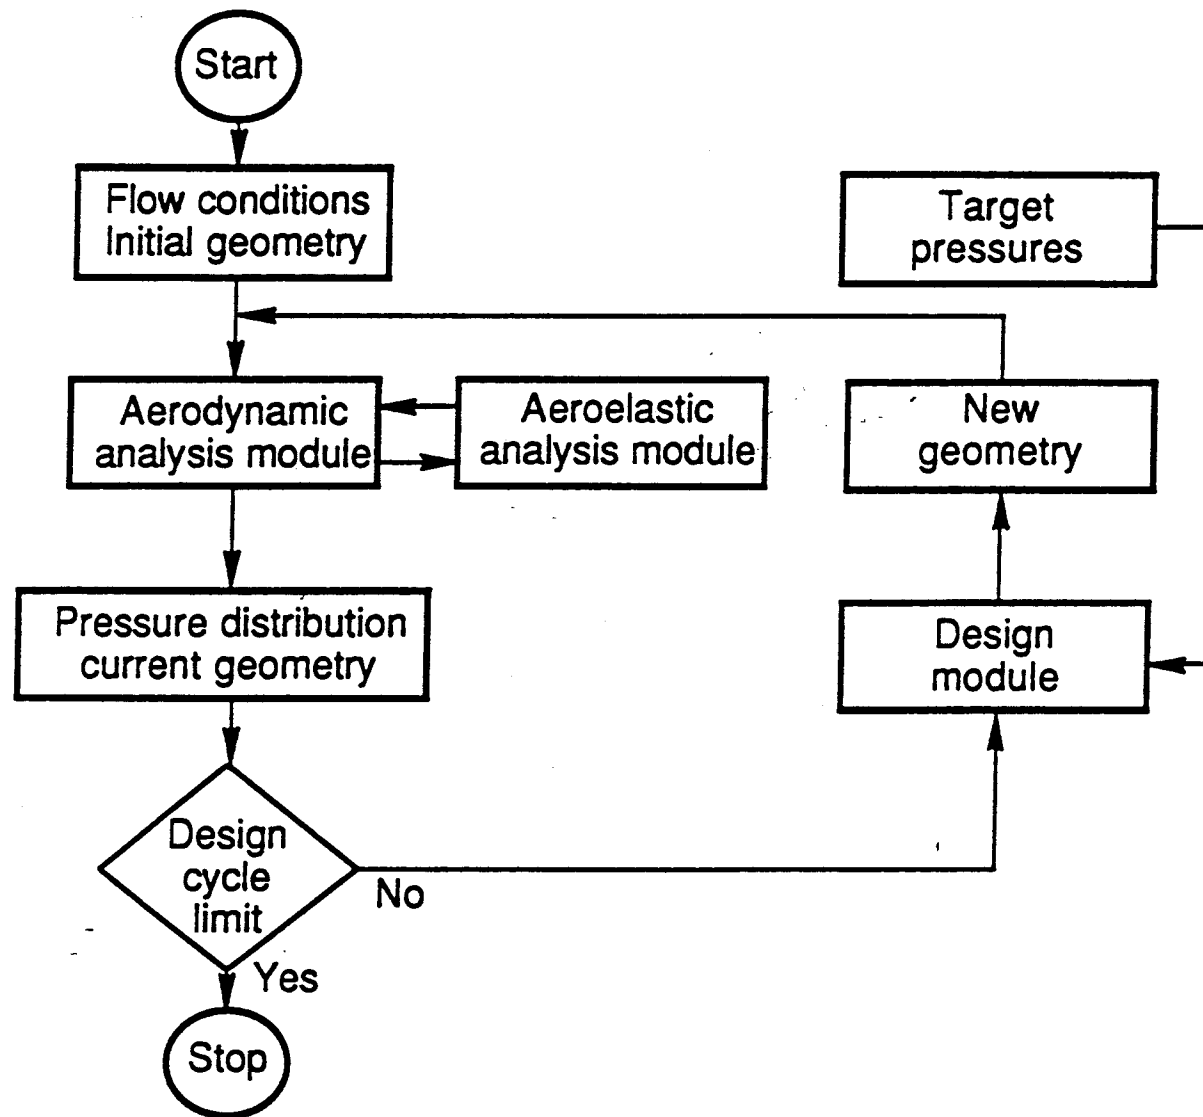 Start
Flow conditions
Initial geometry
Target
pressures
Aerodynamic
analysis module
Aeroelastic
analysis module
New
geometry
Pressure distribution
current geometry
Design
module
Design
cycle
limit
No
Yes
Stop